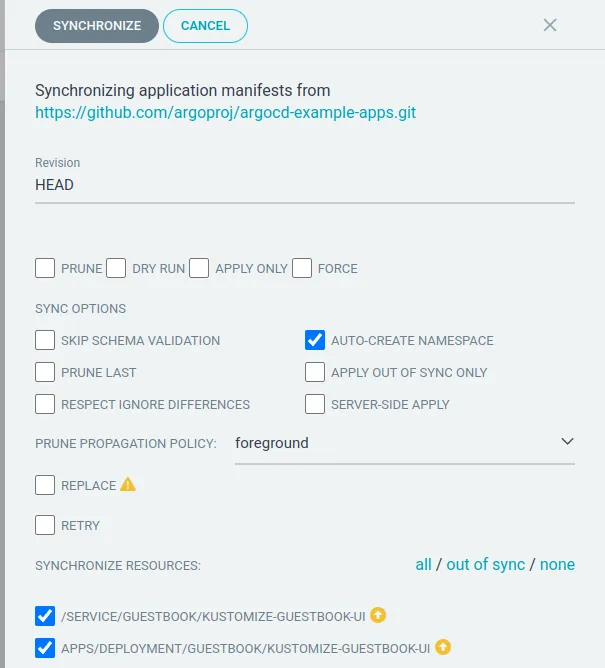 SYNCHRONIZE CANCEL
Synchronizing application manifests from
https://github.com/argoproj/argocd-example-apps.git
Revision
HEAD
PRUNE DRY RUN APPLY ONLY FORCE
SYNC OPTIONS
SKIP SCHEMA VALIDATION AUTO-CREATE NAMESPACE
PRUNE LAST APPLY OUT OF SYNC ONLY
RESPECT IGNORE DIFFERENCES SERVER-SIDE APPLY
PRUNE PROPAGATION POLICY: foreground
REPLACE
RETRY
SYNCHRONIZE RESOURCES: all / out of sync / none
/SERVICE/GUESTBOOK/KUSTOMIZE-GUESTBOOK-UI
APPS/DEPLOYMENT/GUESTBOOK/KUSTOMIZE-GUESTBOOK-UI